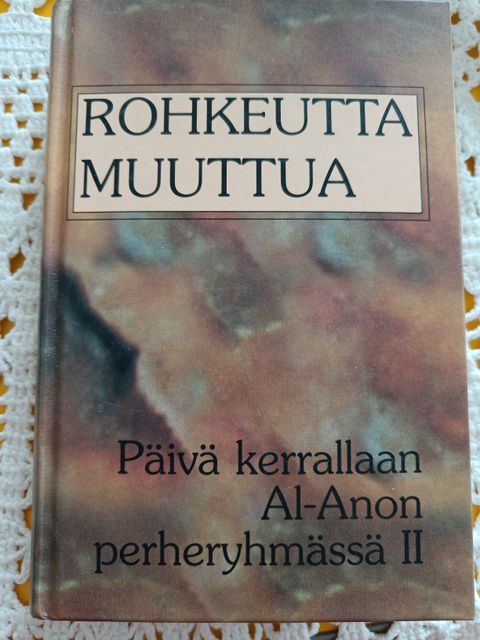 ROHKEUTTA
MUUTTUA
Päivä kerrallaan
Al-Anon
perheryhmässä II